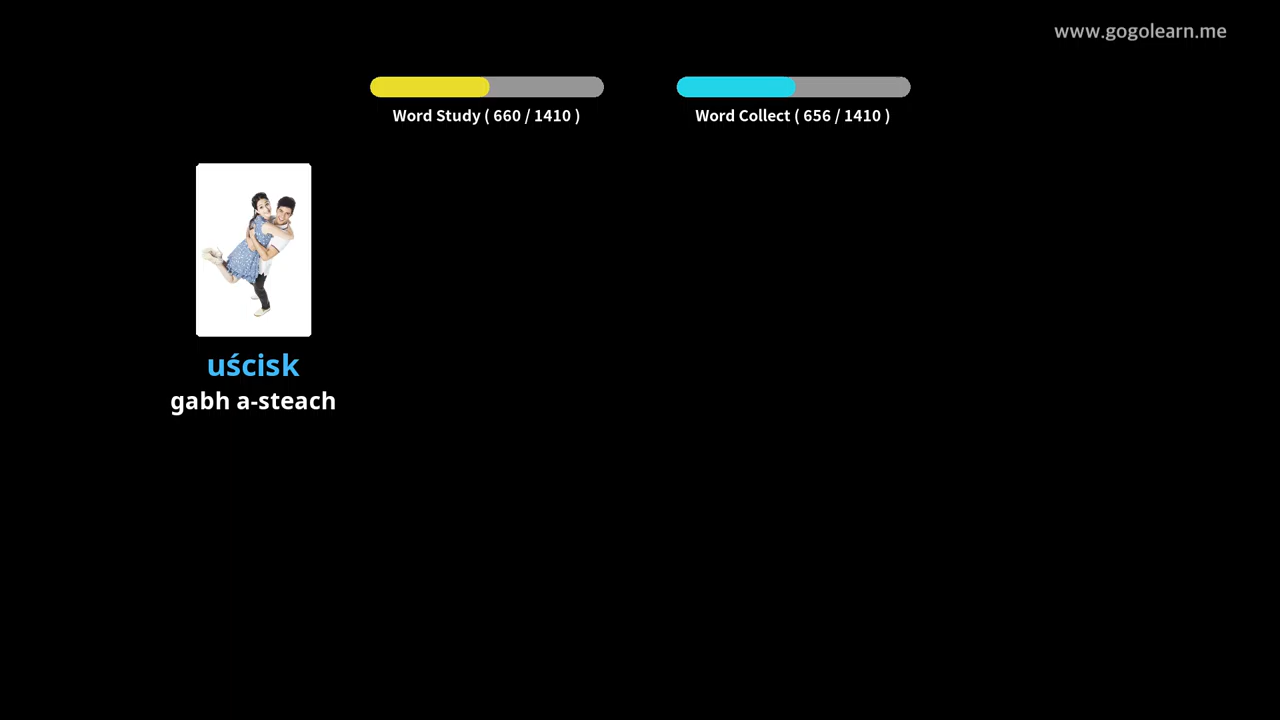 www.gogolearn.me
Word Study ( 660 / 1410 )
Word Collect ( 656 / 1410 )
uścisk
gabh a-steach